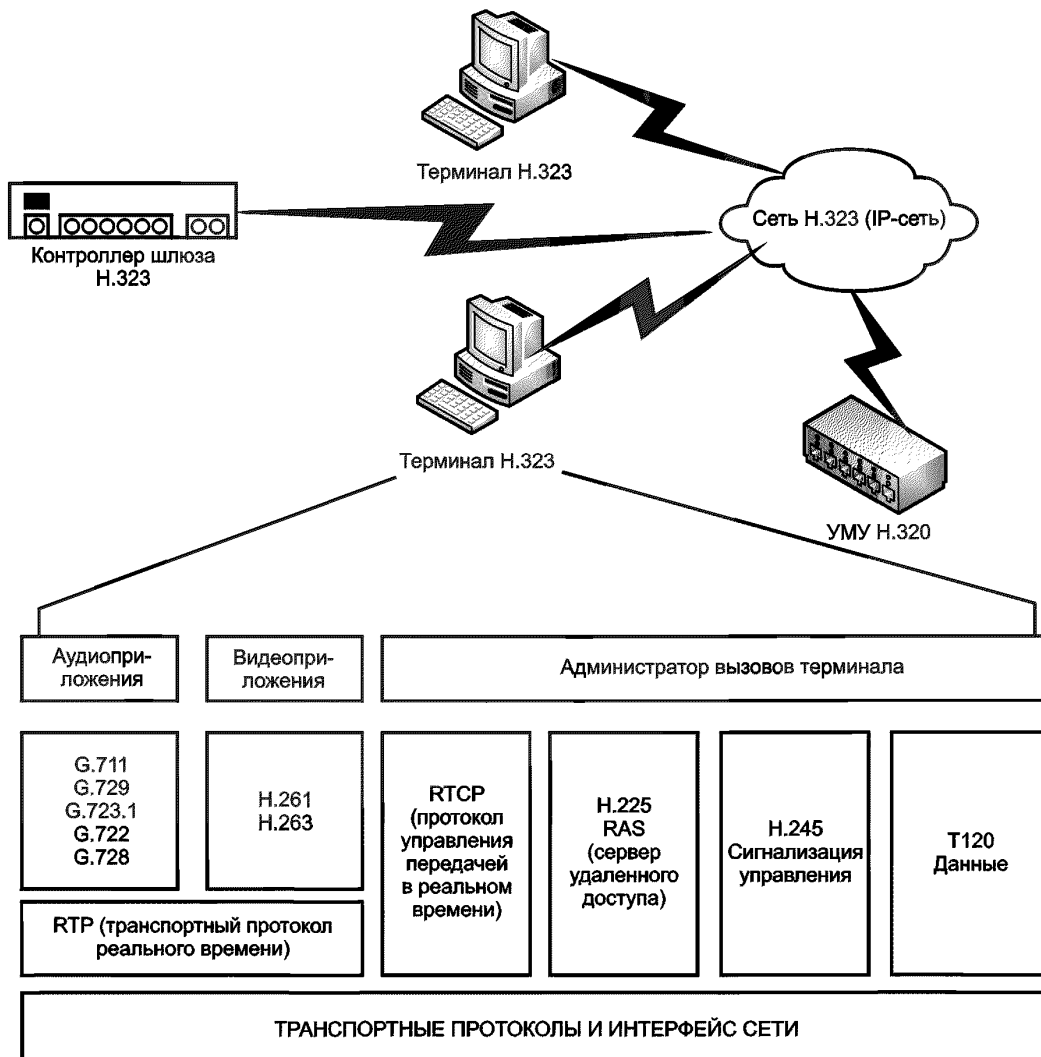 Терминал H.323
Сеть H.323 (IP-сеть)
Контроллер шлюза
H.323
Терминал H.323
УМУ H.320
Аудиопри-
ложения
Видеопри-
ложения
Администратор вызовов терминала
G.711
G.729
G.723.1
G.722
G.728
H.261
H.263
RTCP
(протокол
управления
передачей
в реальном
времени)
H.225
RAS
(сервер
удаленного
доступа)
H.245
Сигнализация
управления
T120
Данные
RTP (транспортный протокол
реального времени)
ТРАНСПОРТНЫЕ ПРОТОКОЛЫ И ИНТЕРФЕЙС СЕТИ